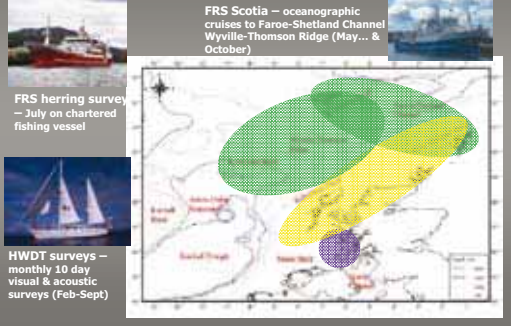 FRS Scotia – oceanographic
cruises to Faroe-Shetland Channel
Wyville-Thomson Ridge (May... &
October)
FRS herring survey
– July on chartered
fishing vessel
HWDT surveys –
monthly 10 day
visual & acoustic
surveys (Feb-Sept)